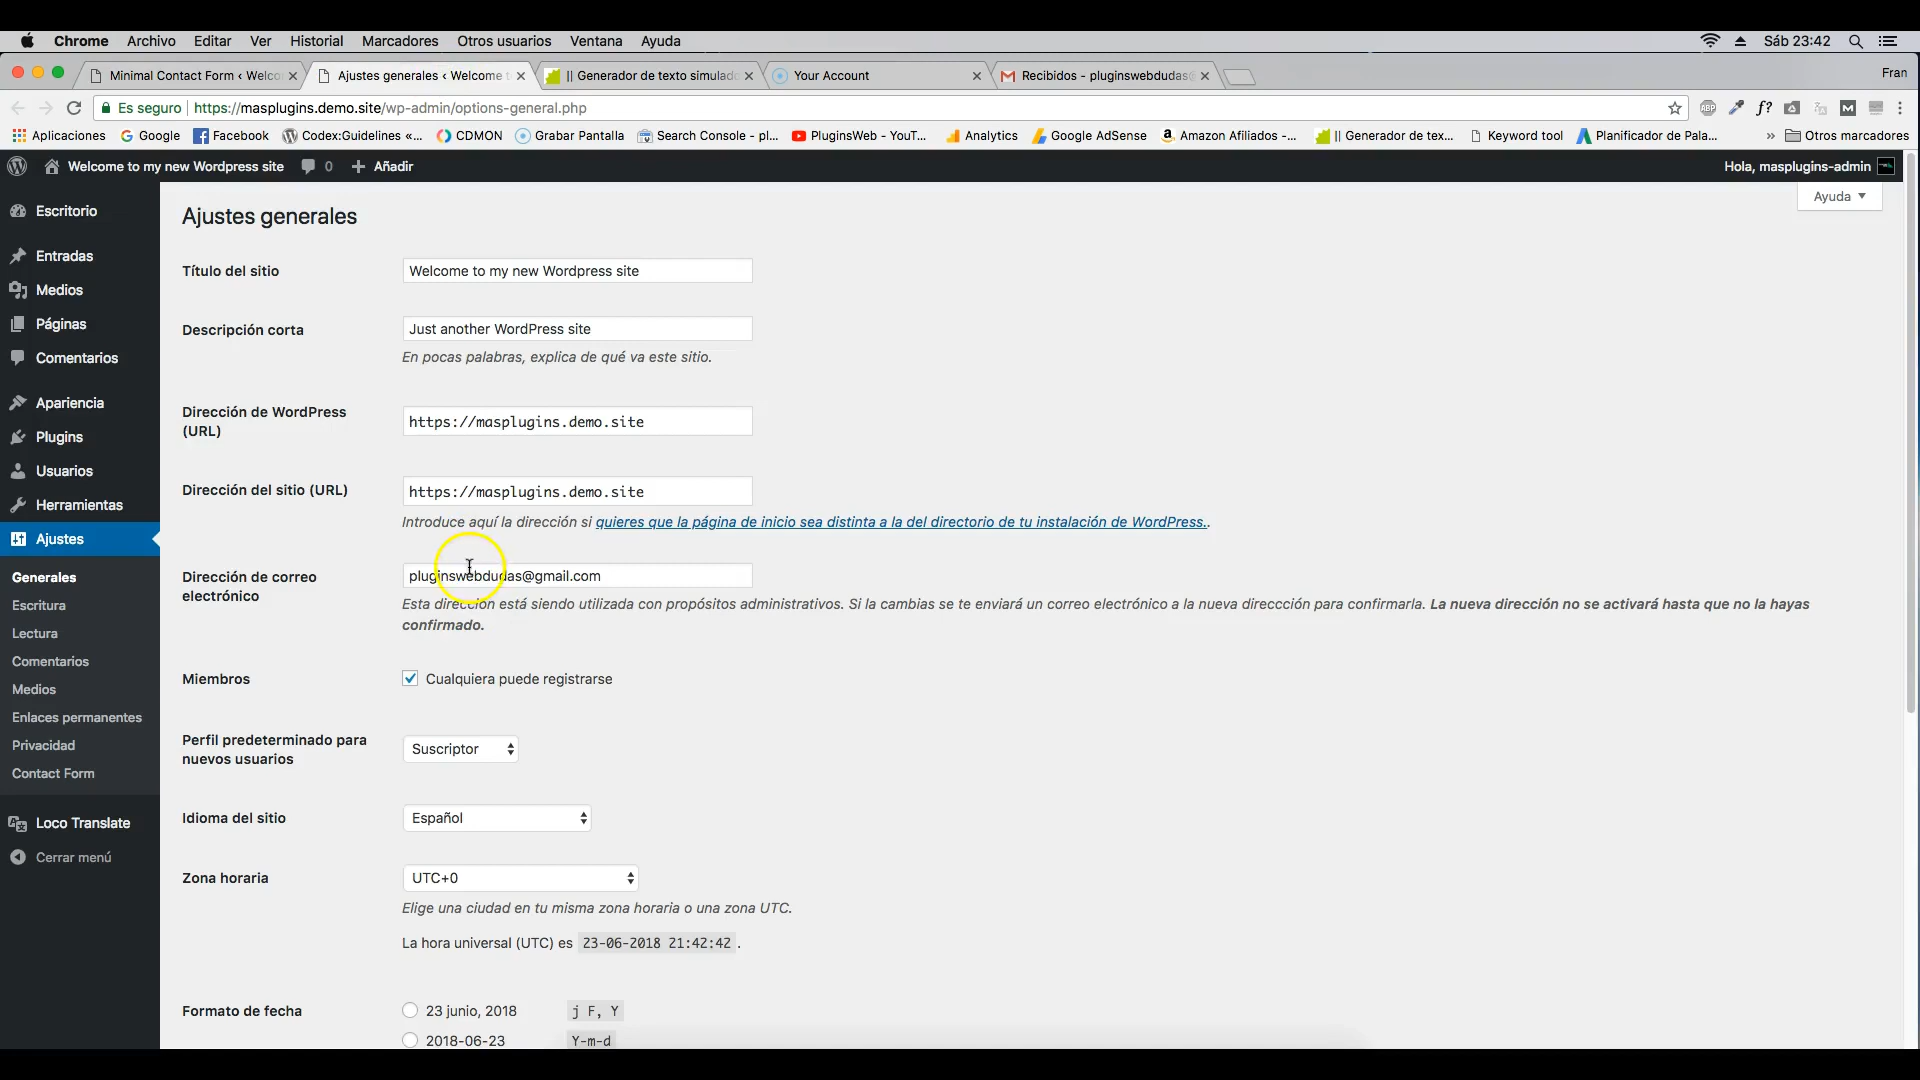 Chrome Archivo Editar Ver Historial Marcadores Otros usuarios Ventana Ayuda Sáb 23:42
Minimal Contact Form ‹ Welco Ajustes generales ‹ Welcome t || Generador de texto simulad Your Account Recibidos - pluginswebdudas@ Fran
Es seguro https://masplugins.demo.site/wp-admin/options-general.php
Aplicaciones Google Facebook Codex:Guidelines «... CDMON Grabar Pantalla Search Console - pl... PluginsWeb - YouT... Analytics Google AdSense Amazon Afiliados -... || Generador de tex... Keyword tool Planificador de Pala... » Otros marcadores
Welcome to my new Wordpress site 0 Añadir Hola, masplugins-admin
Ayuda
Escritorio
Entradas
Medios
Páginas
Comentarios
Apariencia
Plugins
Usuarios
Herramientas
Ajustes
Generales
Escritura
Lectura
Comentarios
Medios
Enlaces permanentes
Privacidad
Contact Form
Loco Translate
Cerrar menú
Ajustes generales
Título del sitio Welcome to my new Wordpress site
Descripción corta Just another WordPress site
En pocas palabras, explica de qué va este sitio.
Dirección de WordPress
(URL) https://masplugins.demo.site
Dirección del sitio (URL) https://masplugins.demo.site
Introduce aquí la dirección si quieres que la página de inicio sea distinta a la del directorio de tu instalación de WordPress..
Dirección de correo
electrónico pluginswebdudas@gmail.com
Esta dirección está siendo utilizada con propósitos administrativos. Si la cambias se te enviará un correo electrónico a la nueva direccción para confirmarla. La nueva dirección no se activará hasta que no la hayas
confirmado.
Miembros Cualquiera puede registrarse
Perfil predeterminado para
nuevos usuarios Suscriptor
Idioma del sitio Español
Zona horaria UTC+0
Elige una ciudad en tu misma zona horaria o una zona UTC.
La hora universal (UTC) es 23-06-2018 21:42:42 .
Formato de fecha 23 junio, 2018 j F, Y
2018-06-23 Y-m-d